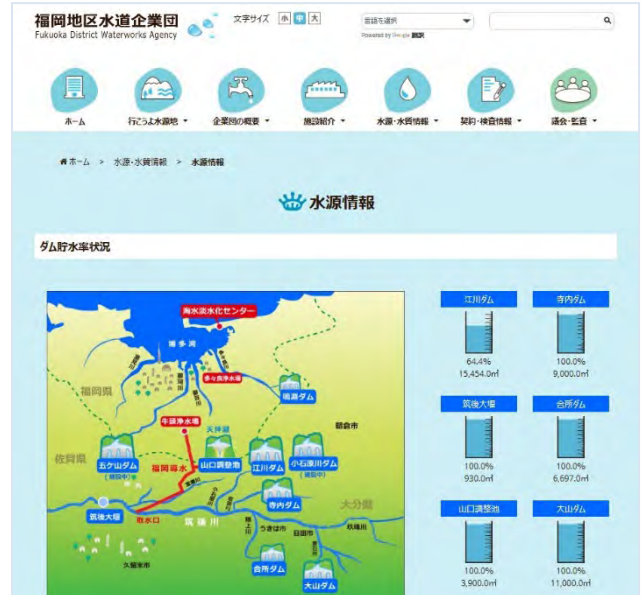 福岡地区水道企業団
Fukuoka District Waterworks Agency
文字サイズ 小 中 大
言語を選択
Powered by Google 翻訳
ホーム
行こうよ水源地
企業団の概要
施設紹介
水源・水質情報
契約・検査情報
議会・監査
ホーム > 水源・水質情報 > 水源情報
水源情報
ダム貯水率状況
海水淡水化センター
博多湾
多々良浄水場
福岡県
鳴淵ダム
牛頸浄水場
天拝湖
朝倉市
佐賀県
五ケ山ダム
福岡導水
山口調整池
江川ダム
小石原川ダム
寺内ダム
大分県
筑後大堰
取水口
筑後川
うきは市
日田市
玖珠川
久留米市
合所ダム
大山ダム
江川ダム
64.4%
15,454.0㎥
寺内ダム
100.0%
9,000.0㎥
筑後大堰
100.0%
930.0㎥
合所ダム
100.0%
6,697.0㎥
山口調整池
100.0%
3,900.0㎥
大山ダム
100.0%
11,000.0㎥